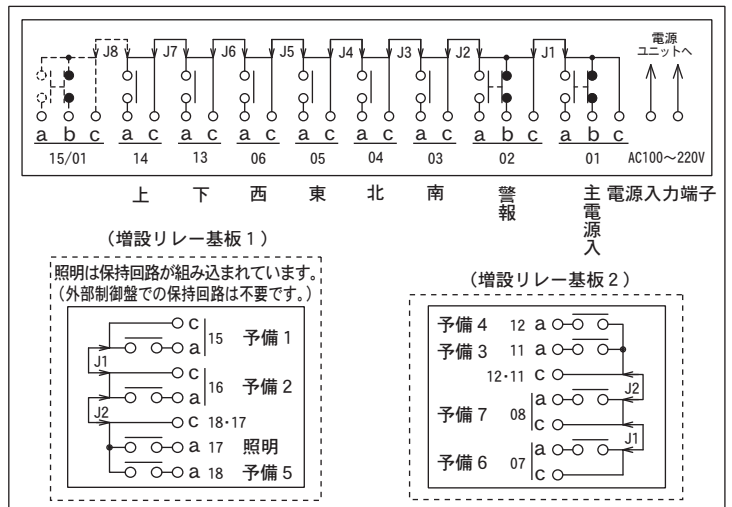 J8 J7 J6 J5 J4 J3 J2 J1 電源
ユニットへ
a b c a c a c a c a c a c a c a b c a b c
15/01 14 13 06 05 04 03 02 01 AC100～220V
上 下 西 東 北 南 警報 主電源入 電源入力端子
（増設リレー基板１）
照明は保持回路が組み込まれています。
（外部制御盤での保持回路は不要です。）
c
a 15 予備１
J1
c
a 16 予備２
J2
c 18･17
a 17 照明
a 18 予備５
（増設リレー基板２）
予備４ 12 a
予備３ 11 a
12･11 c
J2
予備７ 08 a
c
J1
予備６ 07 a
c